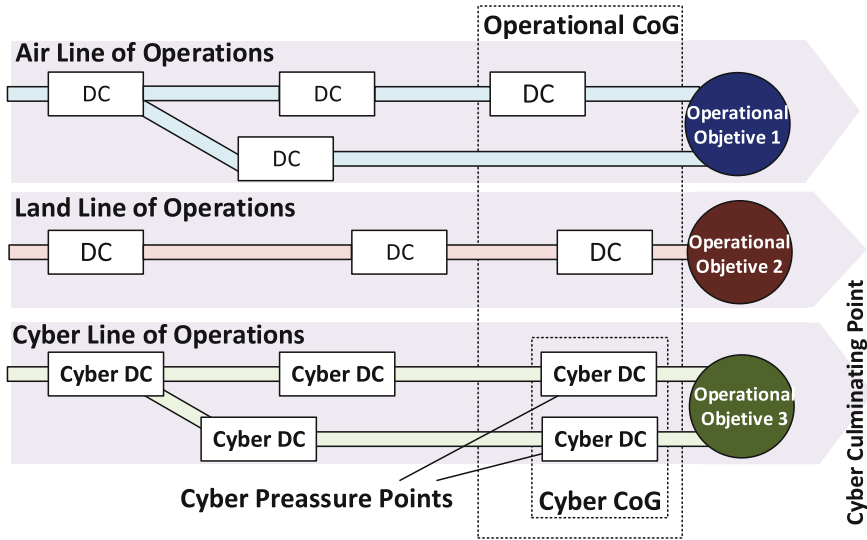 Operational CoG
Air Line of Operations
DC
DC
DC
DC
Operational
Objetive 1
Land Line of Operations
DC
DC
DC
Operational
Objetive 2
Cyber Line of Operations
Cyber DC
Cyber DC
Cyber DC
Cyber DC
Cyber DC
Operational
Objetive 3
Cyber Preassure Points
Cyber CoG
Cyber Culminating Point